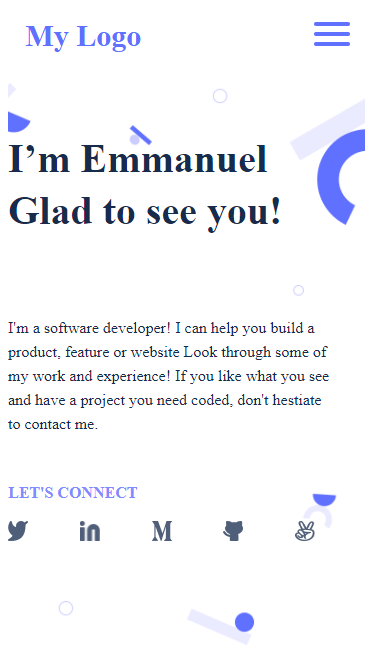 My Logo
I’m Emmanuel
Glad to see you!
I'm a software developer! I can help you build a
product, feature or website Look through some of
my work and experience! If you like what you see
and have a project you need coded, don't hestiate
to contact me.
LET'S CONNECT